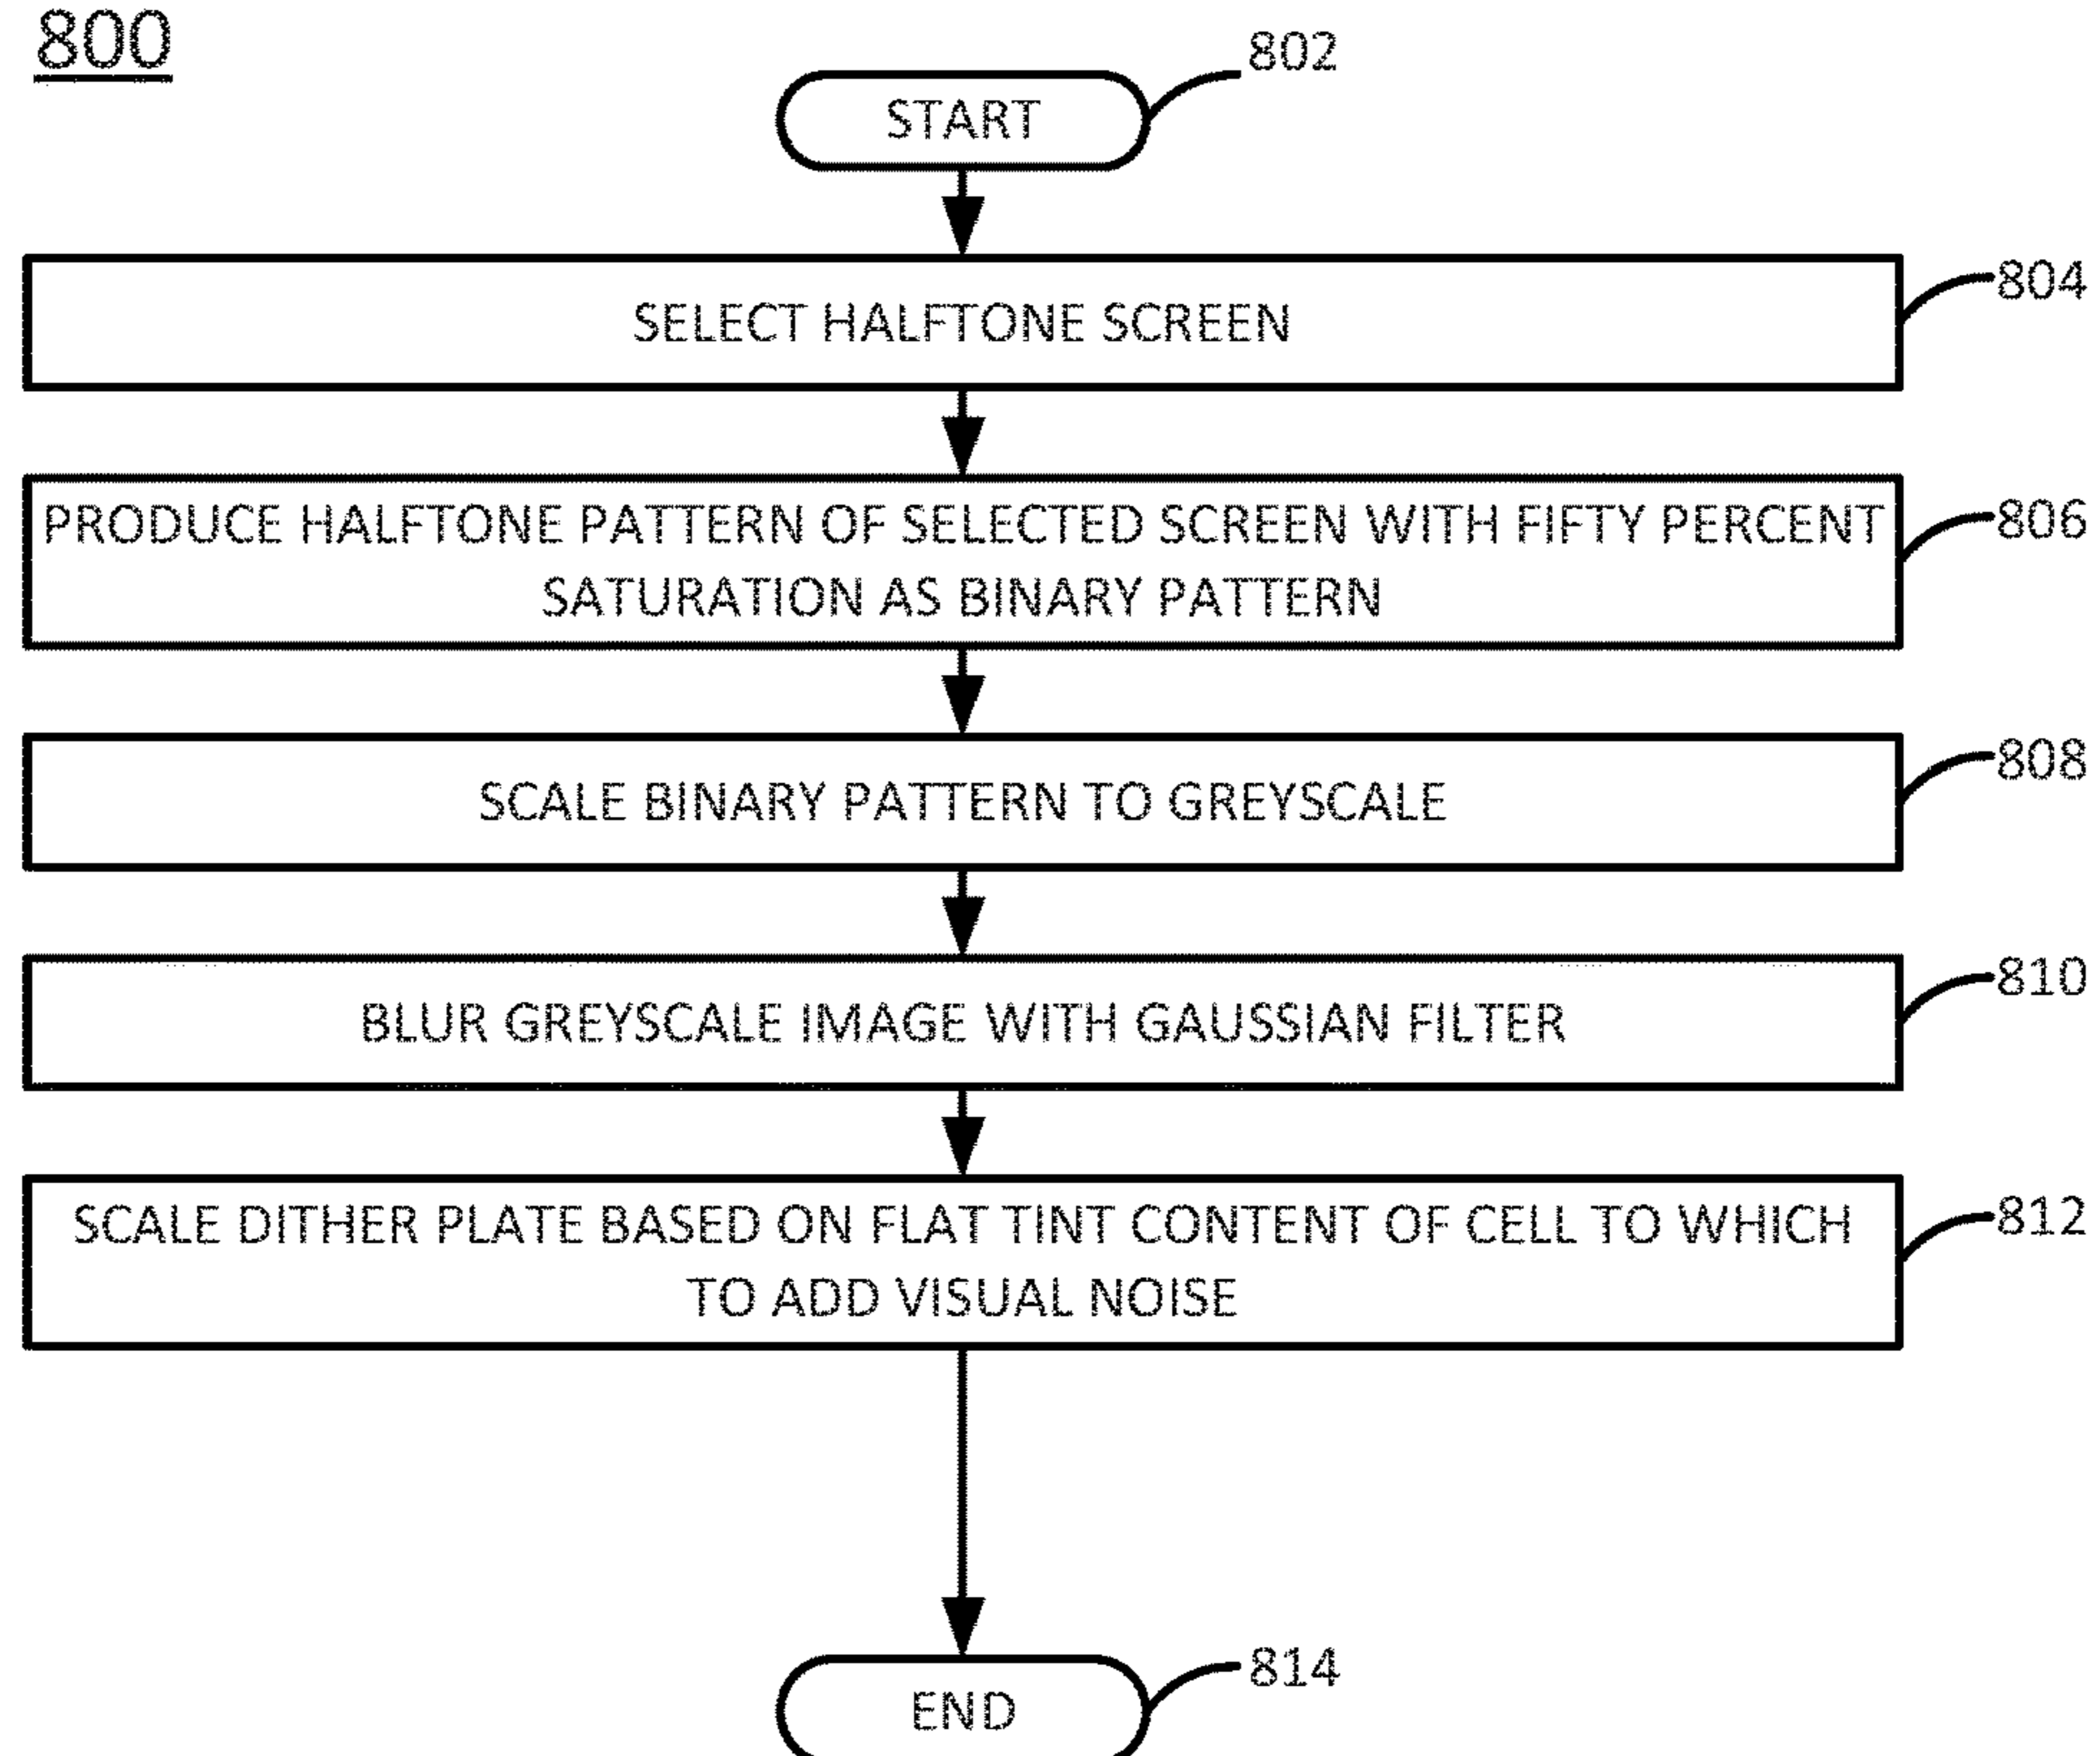 800
802
START
804
SELECT HALFTONE SCREEN
806
PRODUCE HALFTONE PATTERN OF SELECTED SCREEN WITH FIFTY PERCENT
SATURATION AS BINARY PATTERN
808
SCALE BINARY PATTERN TO GREYSCALE
810
BLUR GREYSCALE IMAGE WITH GAUSSIAN FILTER
812
SCALE DITHER PLATE BASED ON FLAT TINT CONTENT OF CELL TO WHICH
TO ADD VISUAL NOISE
814
END